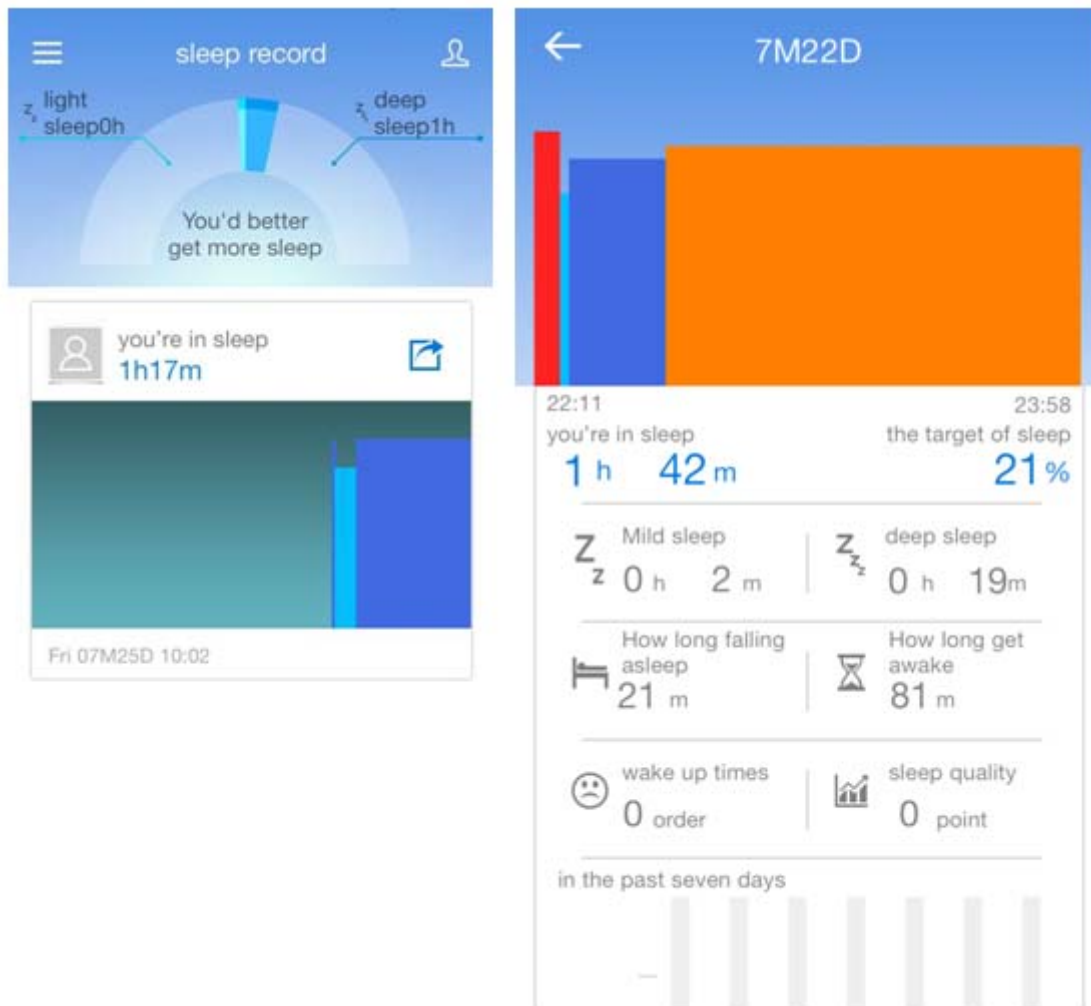 sleep record
light
sleep0h
deep
sleep1h
You'd better
get more sleep
you're in sleep
1h17m
Fri 07M25D 10:02
7M22D
22:11
23:58
you're in sleep
the target of sleep
1 h 42 m
21 %
Mild sleep
0 h 2 m
deep sleep
0 h 19m
How long falling
asleep
21 m
How long get
awake
81 m
wake up times
0 order
sleep quality
0 point
in the past seven days